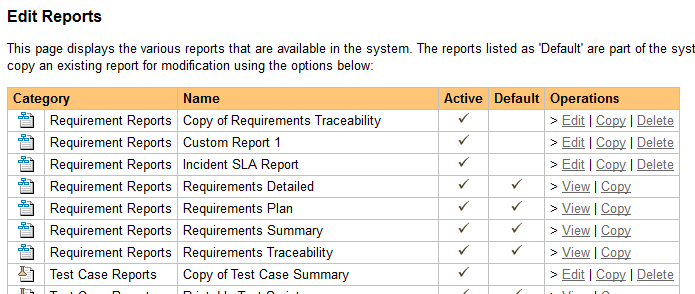 Edit Reports
This page displays the various reports that are available in the system. The reports listed as 'Default' are part of the
copy an existing report for modification using the options below:
Category Name Active Default Operations
Requirement Reports Copy of Requirements Traceability > Edit | Copy | Delete
Requirement Reports Custom Report 1 > Edit | Copy | Delete
Requirement Reports Incident SLA Report > Edit | Copy | Delete
Requirement Reports Requirements Detailed > View | Copy
Requirement Reports Requirements Plan > View | Copy
Requirement Reports Requirements Summary > View | Copy
Requirement Reports Requirements Traceability > View | Copy
Test Case Reports Copy of Test Case Summary > Edit | Copy | Delete